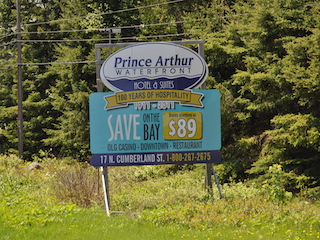 Prince Arthur
WATERFRONT
HOTEL & SUITES
100 YEARS OF HOSPITALITY
1911 - 2011
SAVE ON THE BAY
$89
OLG CASINO - DOWNTOWN - RESTAURANT
17 N. CUMBERLAND ST. 1-800-267-2675